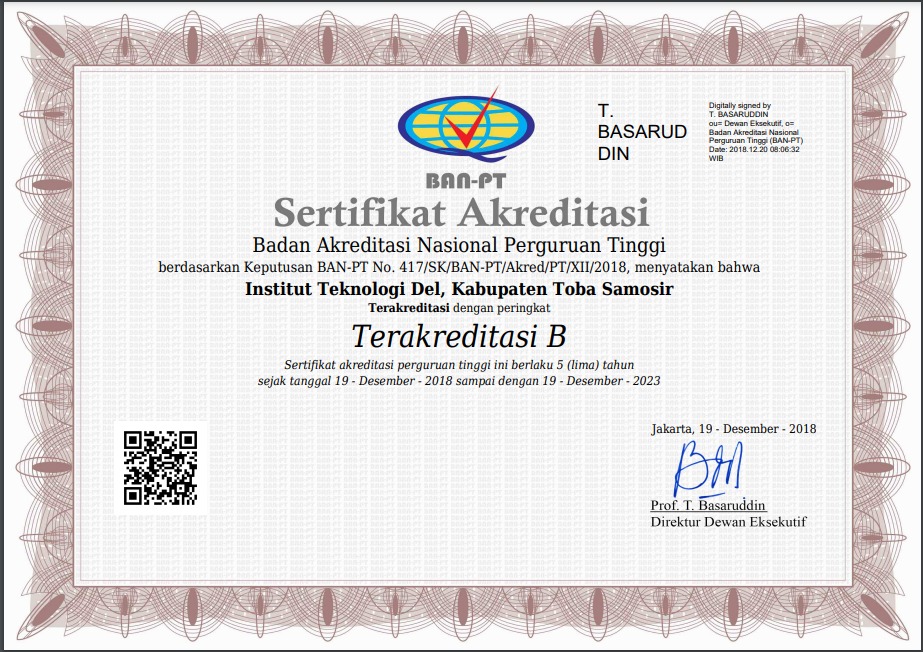 T.
BASARUD
DIN
Digitally signed by
T. BASARUDDIN
ou= Dewan Eksekutif, o=
Badan Akreditasi Nasional
Perguruan Tinggi (BAN-PT)
Date: 2018.12.20 08:06:32
WIB
BAN-PT
Sertifikat Akreditasi
Badan Akreditasi Nasional Perguruan Tinggi
berdasarkan Keputusan BAN-PT No. 417/SK/BAN-PT/Akred/PT/XII/2018, menyatakan bahwa
Institut Teknologi Del, Kabupaten Toba Samosir
Terakreditasi dengan peringkat
Terakreditasi B
Sertifikat akreditasi perguruan tinggi ini berlaku 5 (lima) tahun
sejak tanggal 19 - Desember - 2018 sampai dengan 19 - Desember - 2023
Jakarta, 19 - Desember - 2018
Prof. T. Basaruddin
Direktur Dewan Eksekutif